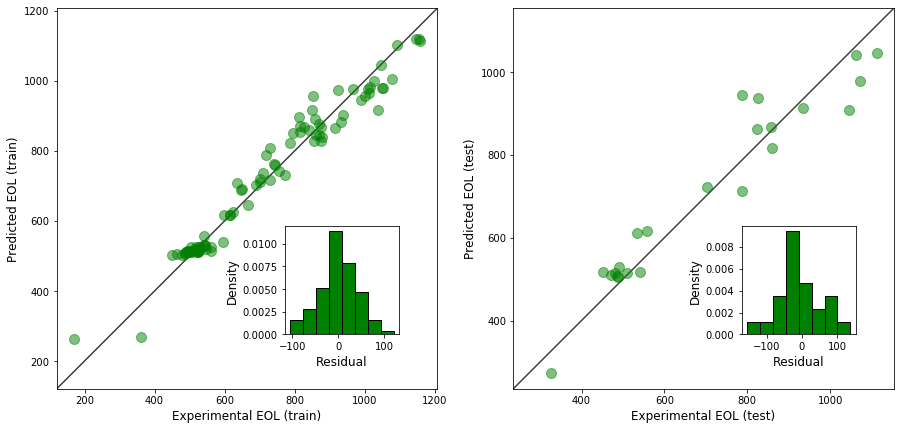 Predicted EOL (train)
1200
1000
800
600
400
200
200 400 600 800 1000 1200
Experimental EOL (train)
Density
0.0100
0.0075
0.0050
0.0025
0.0000
−100 0 100
Residual
Predicted EOL (test)
1000
800
600
400
400 600 800 1000
Experimental EOL (test)
Density
0.008
0.006
0.004
0.002
0.000
−100 0 100
Residual